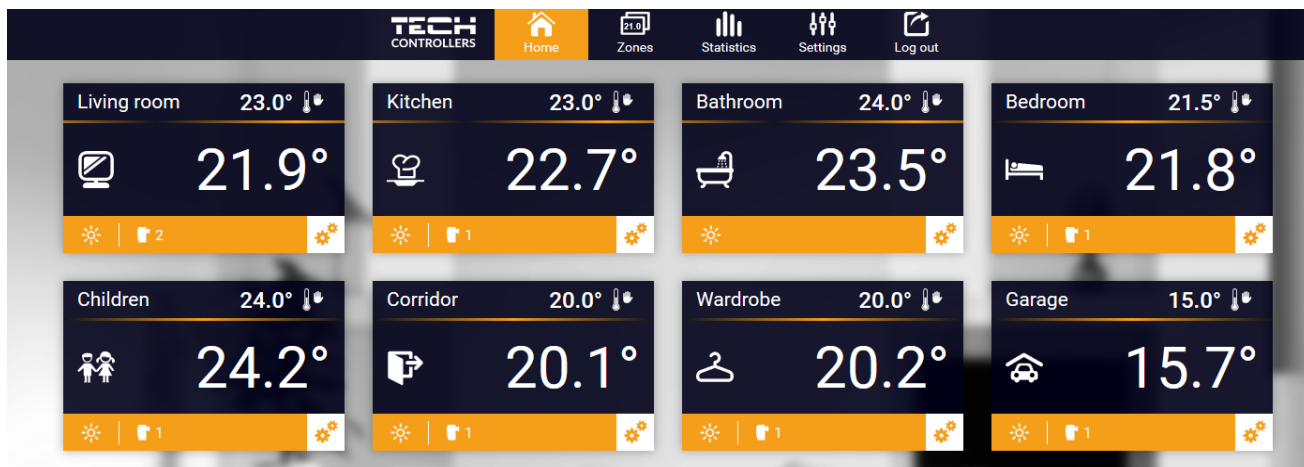 TECH
CONTROLLERS
Home
21.0
Zones
Statistics
Settings
Log out
Living room 23.0°
21.9°
2
Kitchen 23.0°
22.7°
1
Bathroom 24.0°
23.5°
Bedroom 21.5°
21.8°
1
Children 24.0°
24.2°
1
Corridor 20.0°
20.1°
1
Wardrobe 20.0°
20.2°
1
Garage 15.0°
15.7°
1